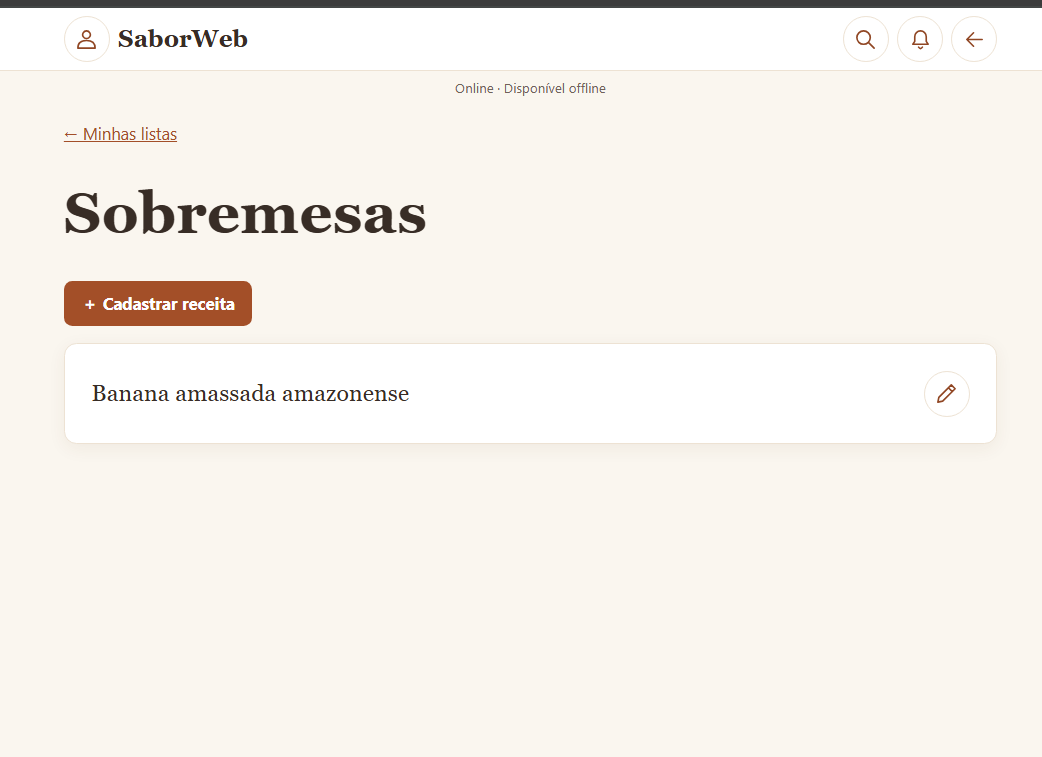 SaborWeb
Online · Disponível offline
← Minhas listas
Sobremesas
+ Cadastrar receita
Banana amassada amazonense